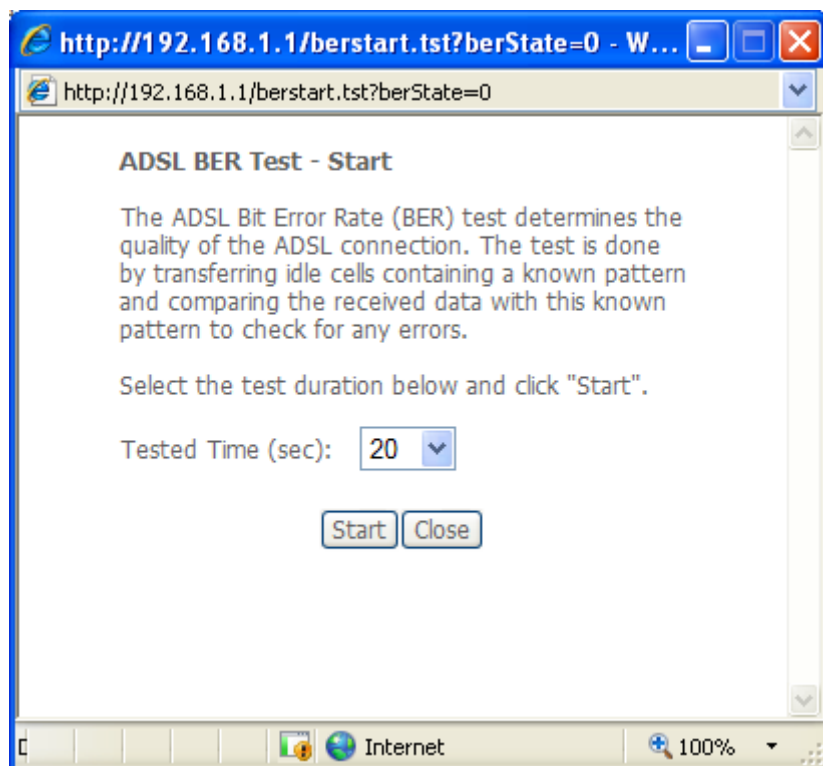 http://192.168.1.1/berstart.tst?berState=0 - W...
http://192.168.1.1/berstart.tst?berState=0
ADSL BER Test - Start
The ADSL Bit Error Rate (BER) test determines the
quality of the ADSL connection. The test is done
by transferring idle cells containing a known pattern
and comparing the received data with this known
pattern to check for any errors.
Select the test duration below and click "Start".
Tested Time (sec): 20
Start Close
Internet 100%